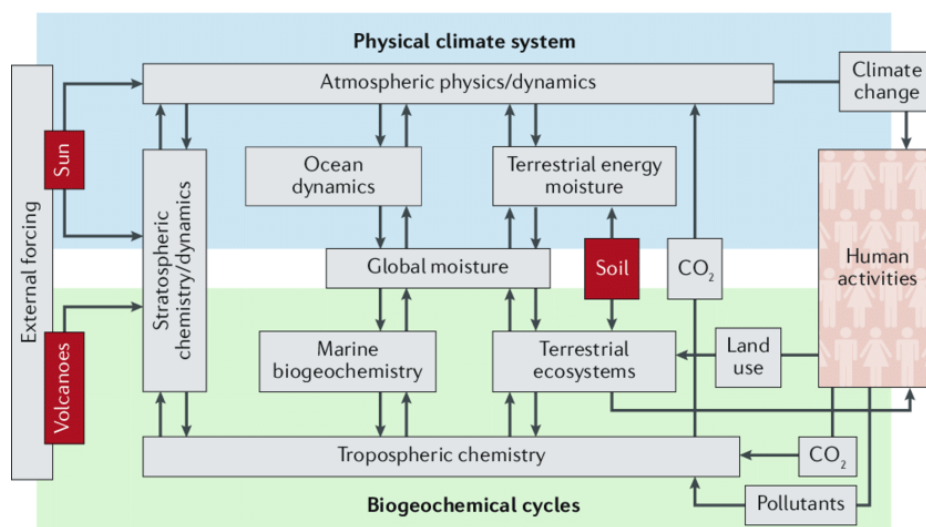 Physical climate system
Atmospheric physics/dynamics
Climate
change
Sun
Ocean
dynamics
Terrestrial energy
moisture
External forcing
Stratospheric
chemistry/dynamics
Global moisture
Soil
CO₂
Human
activities
Volcanoes
Marine
biogeochemistry
Terrestrial
ecosystems
Land
use
Tropospheric chemistry
CO₂
Pollutants
Biogeochemical cycles